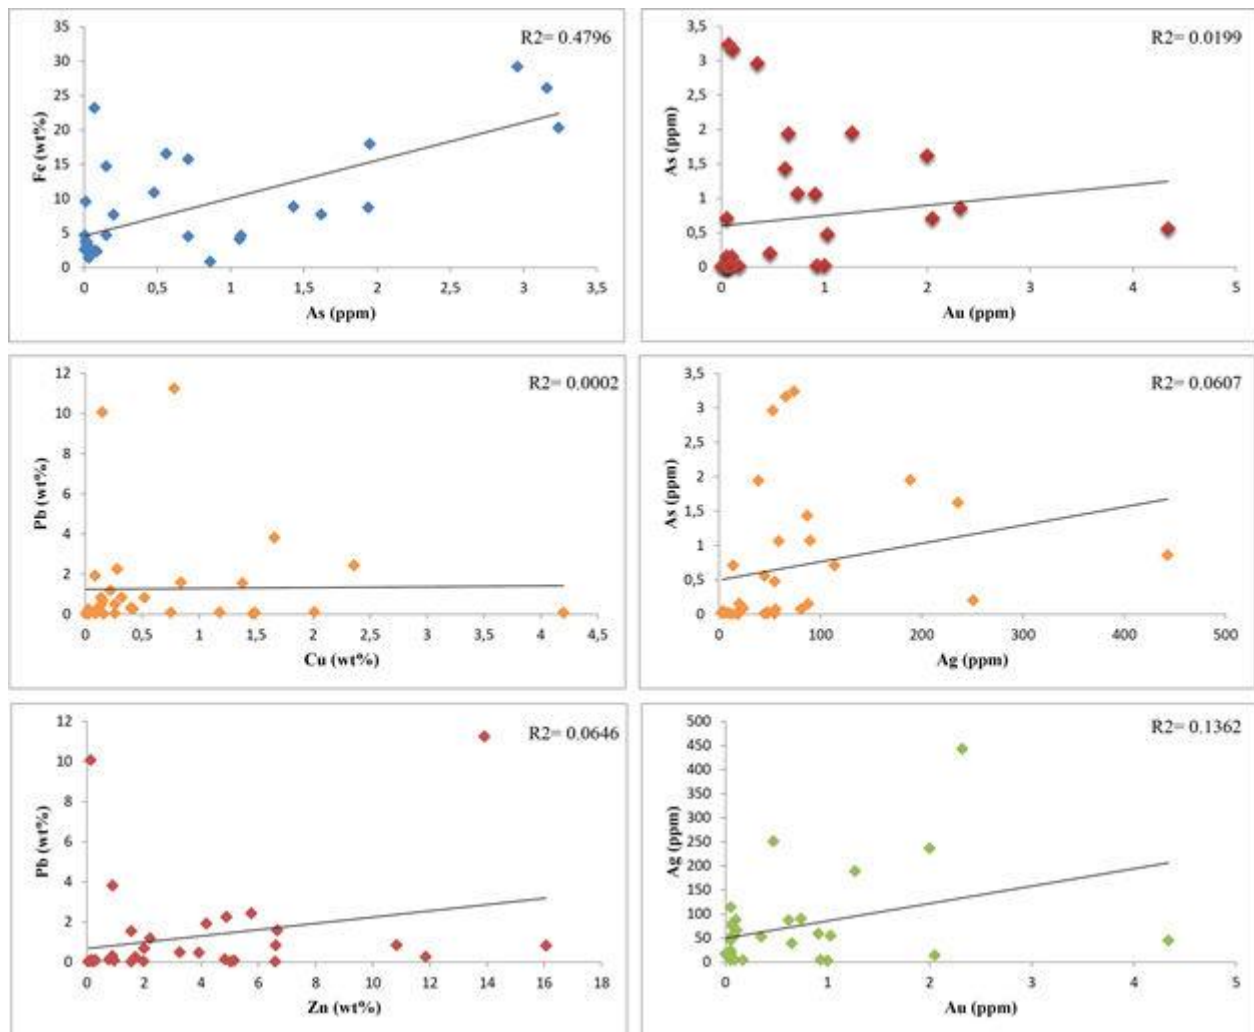 R2= 0.4796
Fe (wt%)
35
30
25
20
15
10
5
0
0 0,5 1 1,5 2 2,5 3 3,5
As (ppm)
R2= 0.0199
As (ppm)
3,5
3
2,5
2
1,5
1
0,5
0
0 1 2 3 4 5
Au (ppm)
R2= 0.0002
Pb (wt%)
12
10
8
6
4
2
0
0 0,5 1 1,5 2 2,5 3 3,5 4 4,5
Cu (wt%)
R2= 0.0607
As (ppm)
3,5
3
2,5
2
1,5
1
0,5
0
0 100 200 300 400 500
Ag (ppm)
R2= 0.0646
Pb (wt%)
12
10
8
6
4
2
0
0 2 4 6 8 10 12 14 16 18
Zn (wt%)
R2= 0.1362
Ag (ppm)
500
450
400
350
300
250
200
150
100
50
0
0 1 2 3 4 5
Au (ppm)